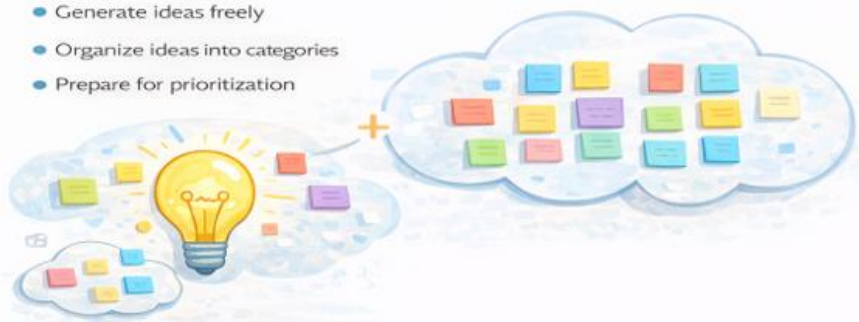 Generate ideas freely
Organize ideas into categories
Prepare for prioritization